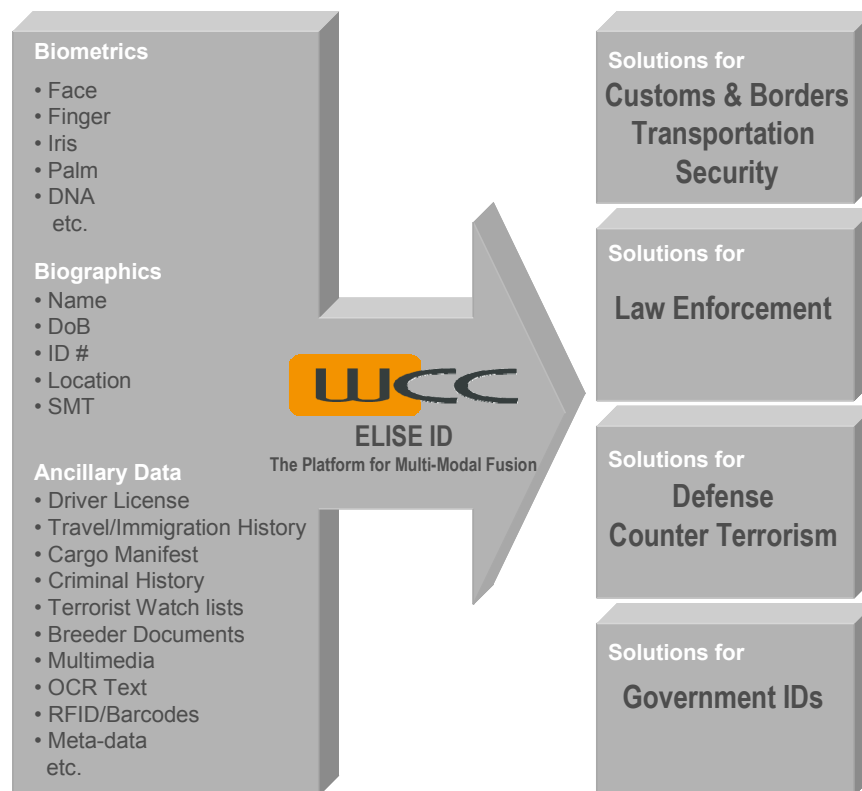 Biometrics
• Face
• Finger
• Iris
• Palm
• DNA
etc.
Biographics
• Name
• DoB
• ID #
• Location
• SMT
Ancillary Data
• Driver License
• Travel/Immigration History
• Cargo Manifest
• Criminal History
• Terrorist Watch lists
• Breeder Documents
• Multimedia
• OCR Text
• RFID/Barcodes
• Meta-data
etc.
WCC
ELISE ID
The Platform for Multi-Modal Fusion
Solutions for
Customs & Borders
Transportation
Security
Solutions for
Law Enforcement
Solutions for
Defense
Counter Terrorism
Solutions for
Government IDs